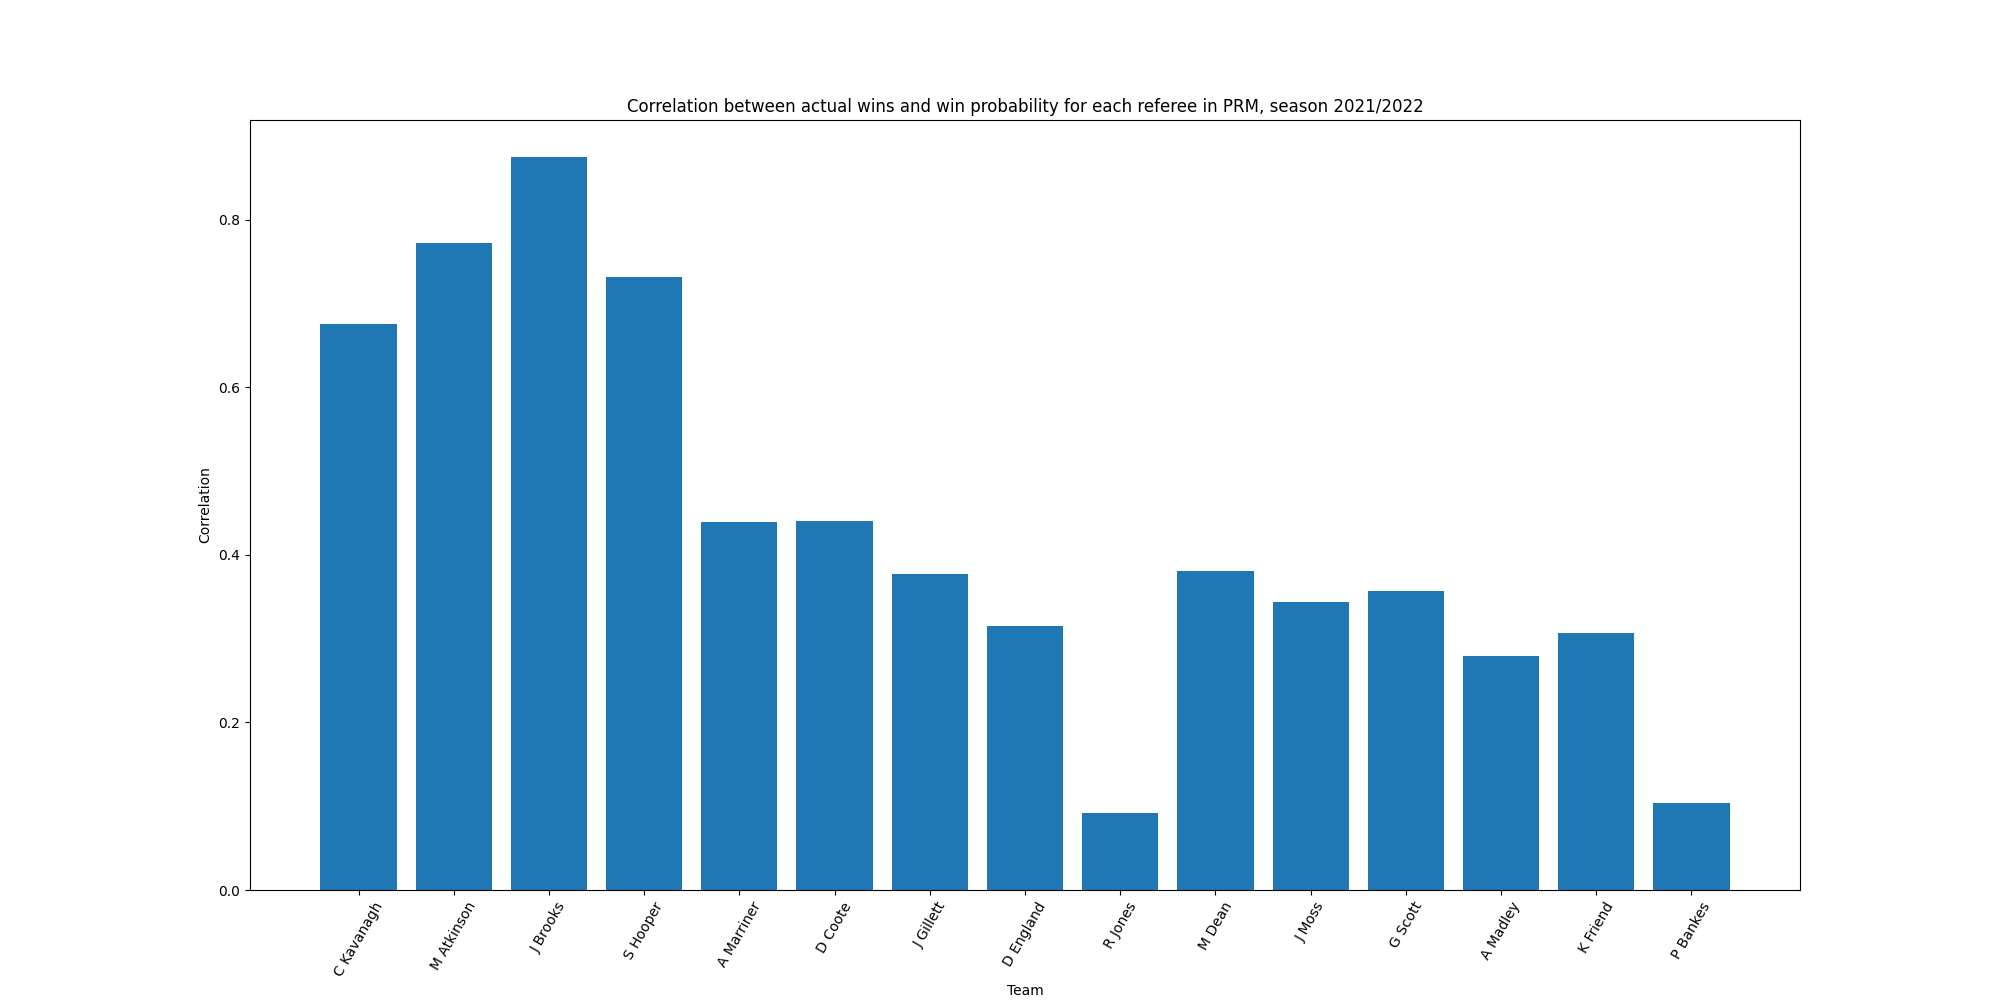 Correlation between actual wins and win probability for each referee in PRM, season 2021/2022
Correlation
0.8
0.6
0.4
0.2
0.0
C Kavanagh
M Atkinson
J Brooks
S Hooper
A Marriner
D Coote
J Gillett
D England
R Jones
M Dean
J Moss
G Scott
A Madley
K Friend
P Bankes
Team